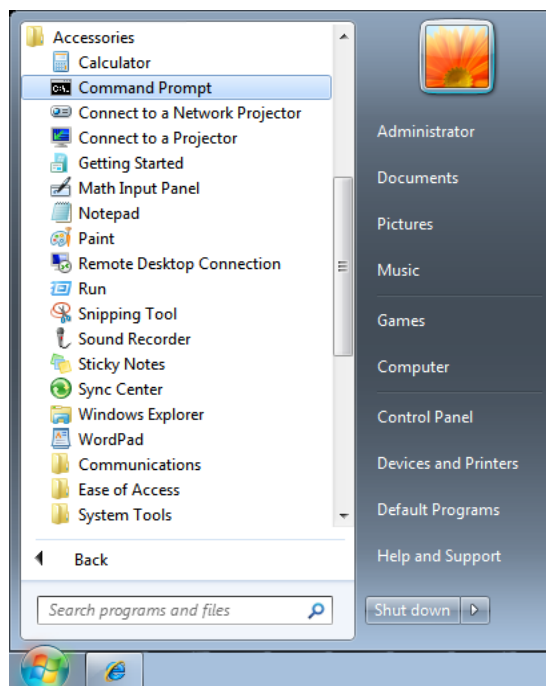 Accessories
Calculator
Command Prompt
Connect to a Network Projector
Connect to a Projector
Getting Started
Math Input Panel
Notepad
Paint
Remote Desktop Connection
Run
Snipping Tool
Sound Recorder
Sticky Notes
Sync Center
Windows Explorer
WordPad
Communications
Ease of Access
System Tools
Back
Search programs and files
Administrator
Documents
Pictures
Music
Games
Computer
Control Panel
Devices and Printers
Default Programs
Help and Support
Shut down